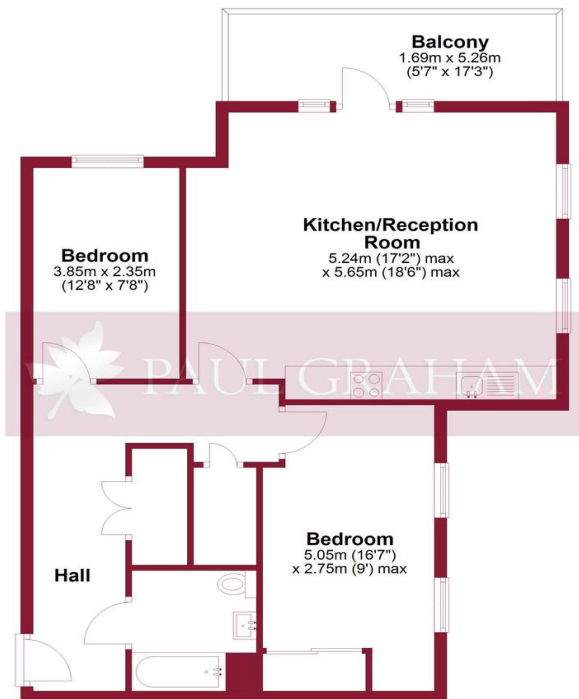 Balcony
1.69m x 5.26m
(5'7" x 17'3")
Kitchen/Reception
Room
5.24m (17'2") max
x 5.65m (18'6") max
Bedroom
3.85m x 2.35m
(12'8" x 7'8")
PAUL GRAHAM
Bedroom
5.05m (16'7")
x 2.75m (9') max
Hall